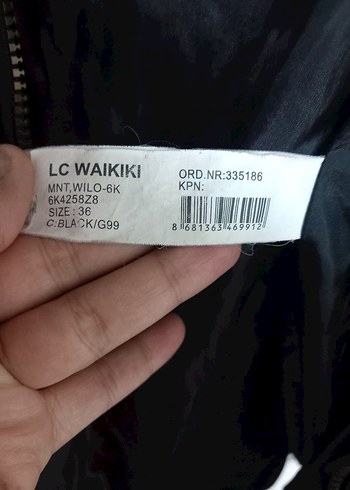 LC WAIKIKI
MNT,WILO-6K
6K4258Z8
SIZE : 36
C:BLACK/G99
ORD.NR:335186
KPN:
8 681363 469912